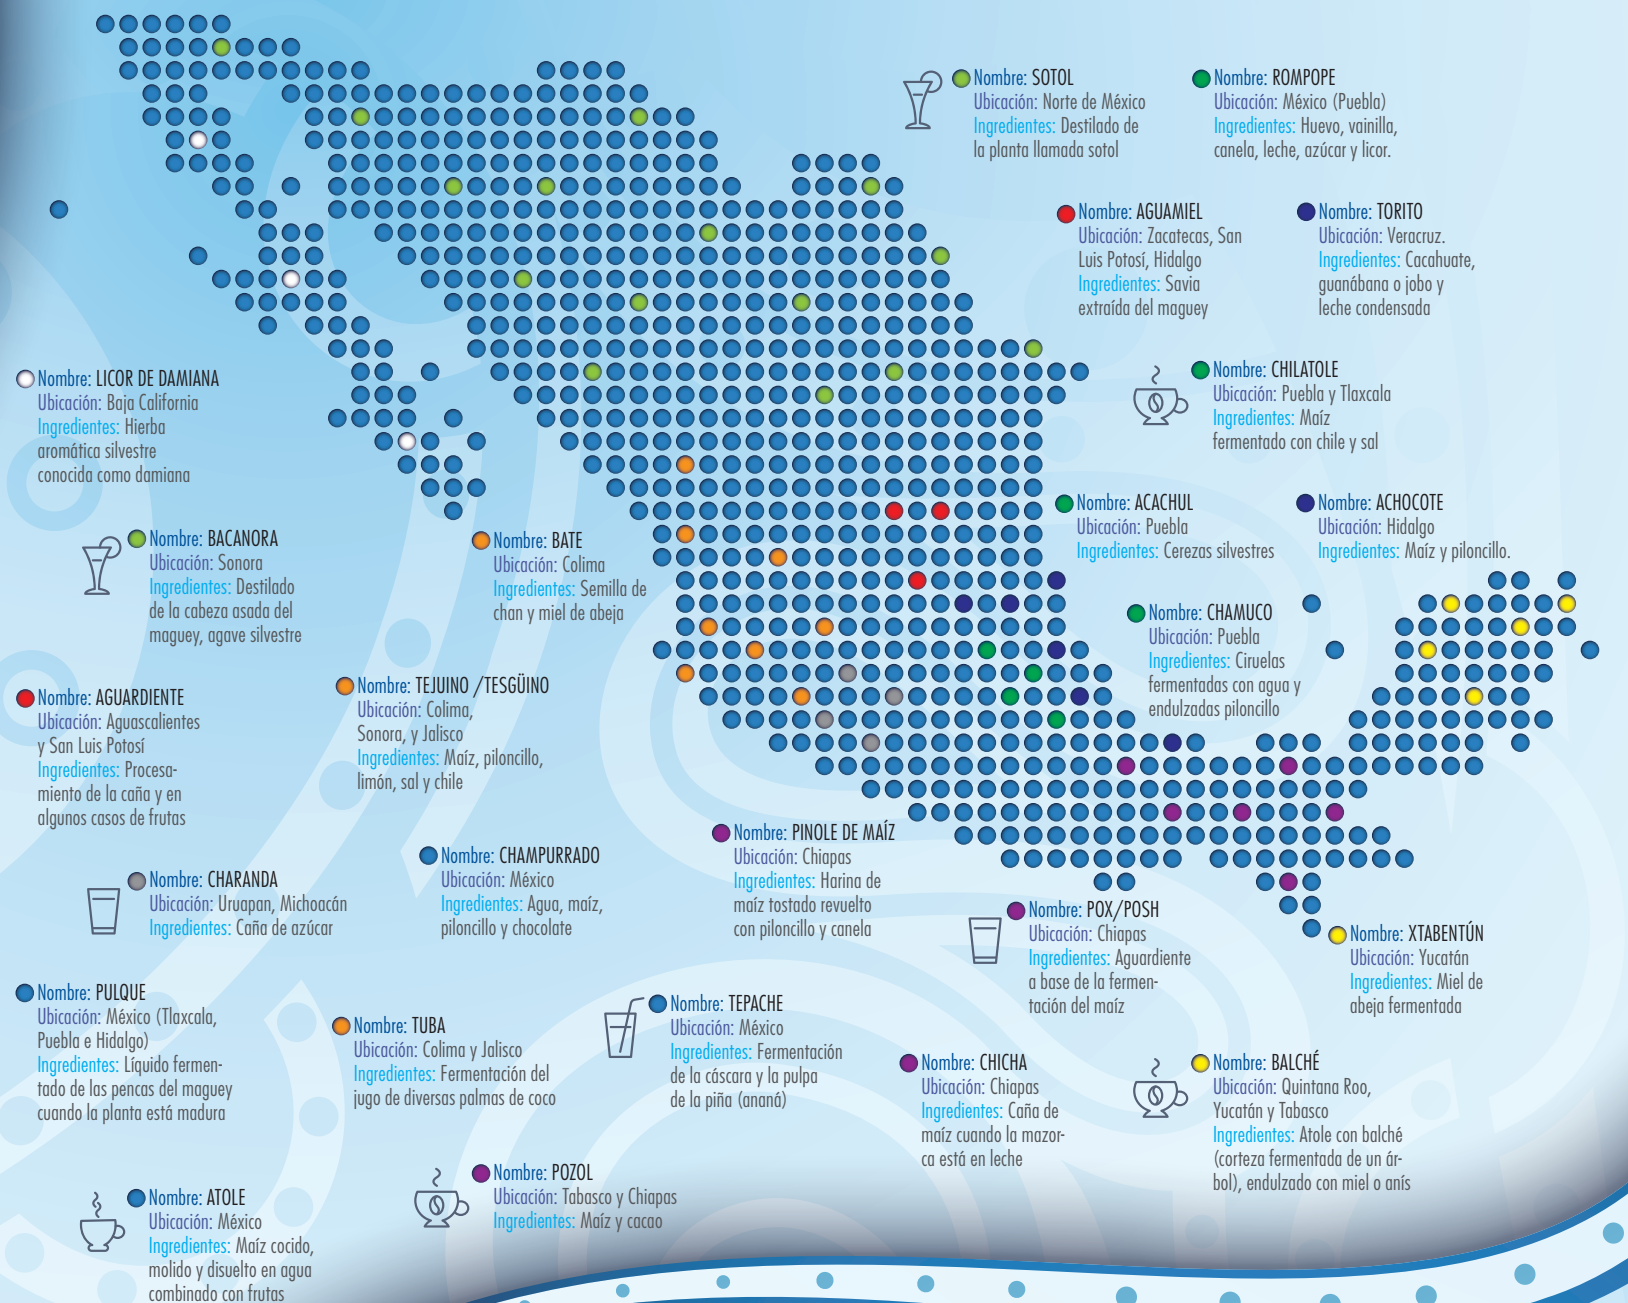 Nombre: SOTOL
Ubicación: Norte de México
Ingredientes: Destilado de
la planta llamada sotol
Nombre: ROMPOPE
Ubicación: México (Puebla)
Ingredientes: Huevo, vainilla,
canela, leche, azúcar y licor.
Nombre: AGUAMIEL
Ubicación: Zacatecas, San
Luis Potosí, Hidalgo
Ingredientes: Savia
extraída del maguey
Nombre: TORITO
Ubicación: Veracruz.
Ingredientes: Cacahuate,
guanábana o jobo y
leche condensada
Nombre: LICOR DE DAMIANA
Ubicación: Baja California
Ingredientes: Hierba
aromática silvestre
conocida como damiana
Nombre: CHILATOLE
Ubicación: Puebla y Tlaxcala
Ingredientes: Maíz
fermentado con chile y sal
Nombre: BACANORA
Ubicación: Sonora
Ingredientes: Destilado
de la cabeza asada del
maguey, agave silvestre
Nombre: BATE
Ubicación: Colima
Ingredientes: Semilla de
chan y miel de abeja
Nombre: ACACHUL
Ubicación: Puebla
Ingredientes: Cerezas silvestres
Nombre: ACHOCOTE
Ubicación: Hidalgo
Ingredientes: Maíz y piloncillo.
Nombre: CHAMUCO
Ubicación: Puebla
Ingredientes: Ciruelas
fermentadas con agua y
endulzadas piloncillo
Nombre: AGUARDIENTE
Ubicación: Aguascalientes
y San Luis Potosí
Ingredientes: Procesa-
miento de la caña y en
algunos casos de frutas
Nombre: TEJUINO /TESGÜINO
Ubicación: Colima,
Sonora, y Jalisco
Ingredientes: Maíz, piloncillo,
limón, sal y chile
Nombre: CHARANDA
Ubicación: Uruapan, Michoacán
Ingredientes: Caña de azúcar
Nombre: CHAMPURRADO
Ubicación: México
Ingredientes: Agua, maíz,
piloncillo y chocolate
Nombre: PINOLE DE MAÍZ
Ubicación: Chiapas
Ingredientes: Harina de
maíz tostado revuelto
con piloncillo y canela
Nombre: POX/POSH
Ubicación: Chiapas
Ingredientes: Aguardiente
a base de la fermen-
tación del maíz
Nombre: XTABENTÚN
Ubicación: Yucatán
Ingredientes: Miel de
abeja fermentada
Nombre: PULQUE
Ubicación: México (Tlaxcala,
Puebla e Hidalgo)
Ingredientes: Líquido fermen-
tado de las pencas del maguey
cuando la planta está madura
Nombre: TUBA
Ubicación: Colima y Jalisco
Ingredientes: Fermentación del
jugo de diversas palmas de coco
Nombre: TEPACHE
Ubicación: México
Ingredientes: Fermentación
de la cáscara y la pulpa
de la piña (ananá)
Nombre: CHICHA
Ubicación: Chiapas
Ingredientes: Caña de
maíz cuando la mazor-
ca está en leche
Nombre: BALCHÉ
Ubicación: Quintana Roo,
Yucatán y Tabasco
Ingredientes: Atole con balché
(corteza fermentada de un ár-
bol), endulzado con miel o anís
Nombre: ATOLE
Ubicación: México
Ingredientes: Maíz cocido,
molido y disuelto en agua
combinado con frutas
Nombre: POZOL
Ubicación: Tabasco y Chiapas
Ingredientes: Maíz y cacao